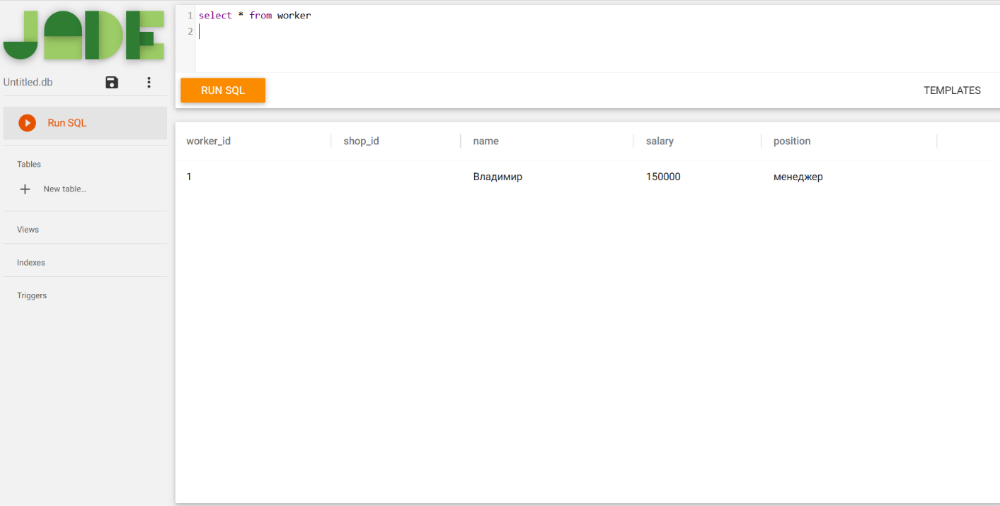 JADE
Untitled.db
Run SQL
Tables
New table...
Views
Indexes
Triggers
1 select * from worker
2
RUN SQL
TEMPLATES
worker_id shop_id name salary position
1 Владимир 150000 менеджер